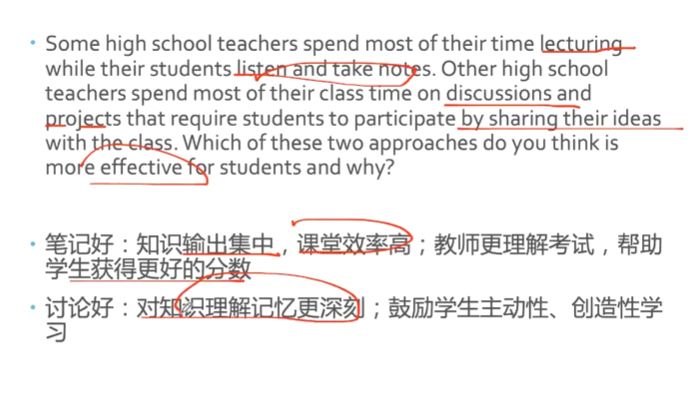 • Some high school teachers spend most of their time lecturing
while their students listen and take notes. Other high school
teachers spend most of their class time on discussions and
projects that require students to participate by sharing their ideas
with the class. Which of these two approaches do you think is
more effective for students and why?
• 笔记好：知识输出集中，课堂效率高；教师更理解考试，帮助
学生获得更好的分数
• 讨论好：对知识理解记忆更深刻；鼓励学生主动性、创造性学
习